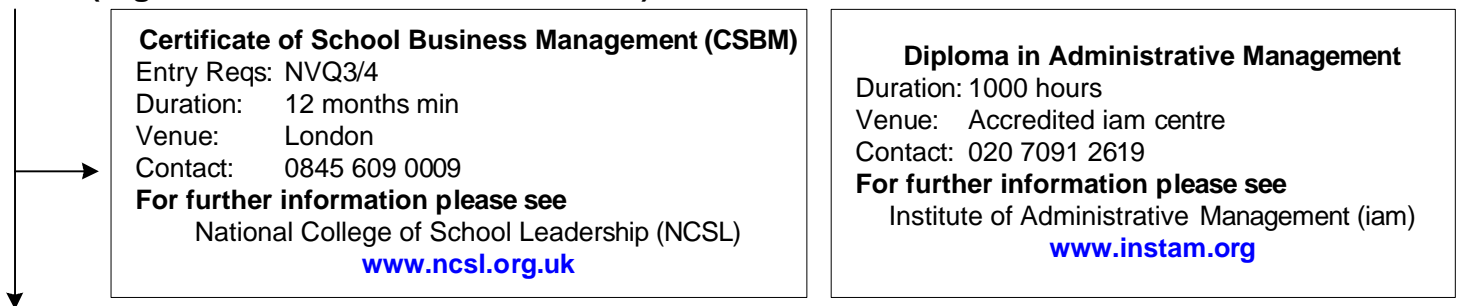 Certificate of School Business Management (CSBM)
Entry Reqs: NVQ3/4
Duration: 12 months min
Venue: London
Contact: 0845 609 0009
For further information please see
National College of School Leadership (NCSL)
www.ncsl.org.uk
Diploma in Administrative Management
Duration: 1000 hours
Venue: Accredited iam centre
Contact: 020 7091 2619
For further information please see
Institute of Administrative Management (iam)
www.instam.org